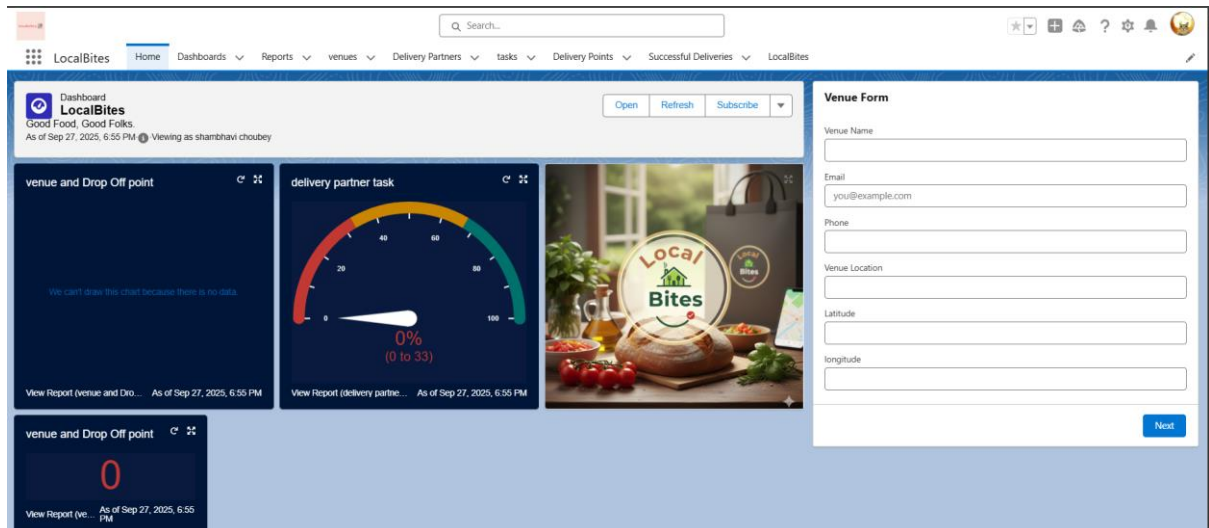 Search...
LocalBites
Home
Dashboards
Reports
venues
Delivery Partners
tasks
Delivery Points
Successful Deliveries
LocalBites
Dashboard
LocalBites
Good Food, Good Folks.
As of Sep 27, 2025, 6:55 PM Viewing as shambhavi choubey
Open
Refresh
Subscribe
venue and Drop Off point
We can't draw this chart because there is no data.
View Report (venue and Dro... As of Sep 27, 2025, 6:55 PM
delivery partner task
0
20
40
60
80
100
0%
(0 to 33)
View Report (delivery partne... As of Sep 27, 2025, 6:55 PM
Local
Bites
Local
Bites
venue and Drop Off point
0
View Report (ve... As of Sep 27, 2025, 6:55
PM
Venue Form
Venue Name
Email
you@example.com
Phone
Venue Location
Latitude
longitude
Next